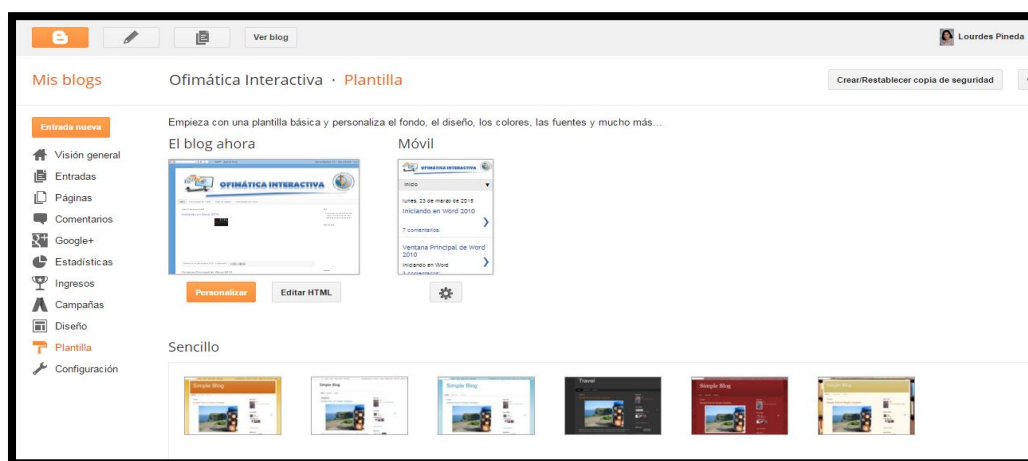 Ver blog
Lourdes Pineda
Mis blogs
Ofimática Interactiva · Plantilla
Crear/Restablecer copia de seguridad
Entrada nueva
Visión general
Entradas
Páginas
Comentarios
Google+
Estadísticas
Ingresos
Campañas
Diseño
Plantilla
Configuración
Empieza con una plantilla básica y personaliza el fondo, el diseño, los colores, las fuentes y mucho más...
El blog ahora
OFIMÁTICA INTERACTIVA
Personalizar
Editar HTML
Móvil
OFIMÁTICA INTERACTIVA
Inicio
lunes, 23 de marzo de 2015
Iniciando en Word 2010
7 comentarios:
Ventana Principal de Word
2010
Iniciando en Word
Sencillo
Simple Blog
Simple Blog
Simple Blog
Travel
Simple Blog
Simple Blog